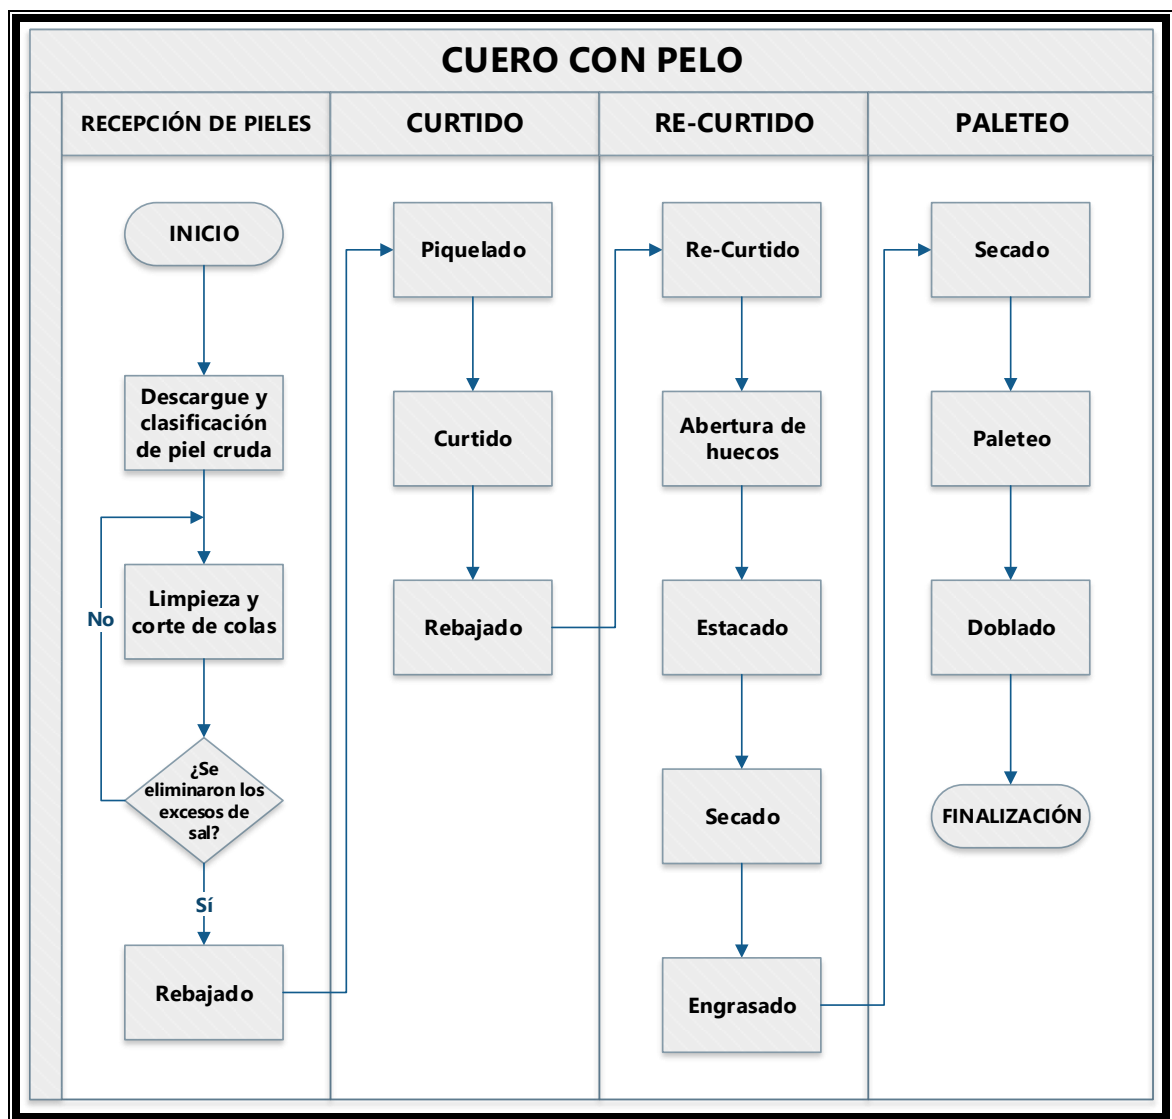 CUERO CON PELO
RECEPCIÓN DE PIELES
CURTIDO
RE-CURTIDO
PALETEO
INICIO
Descargue y
clasificación
de piel cruda
Limpieza y
corte de colas
No
¿Se
eliminaron los
excesos de
sal?
Sí
Rebajado
Piquelado
Curtido
Rebajado
Re-Curtido
Abertura de
huecos
Estacado
Secado
Engrasado
Secado
Paleteo
Doblado
FINALIZACIÓN